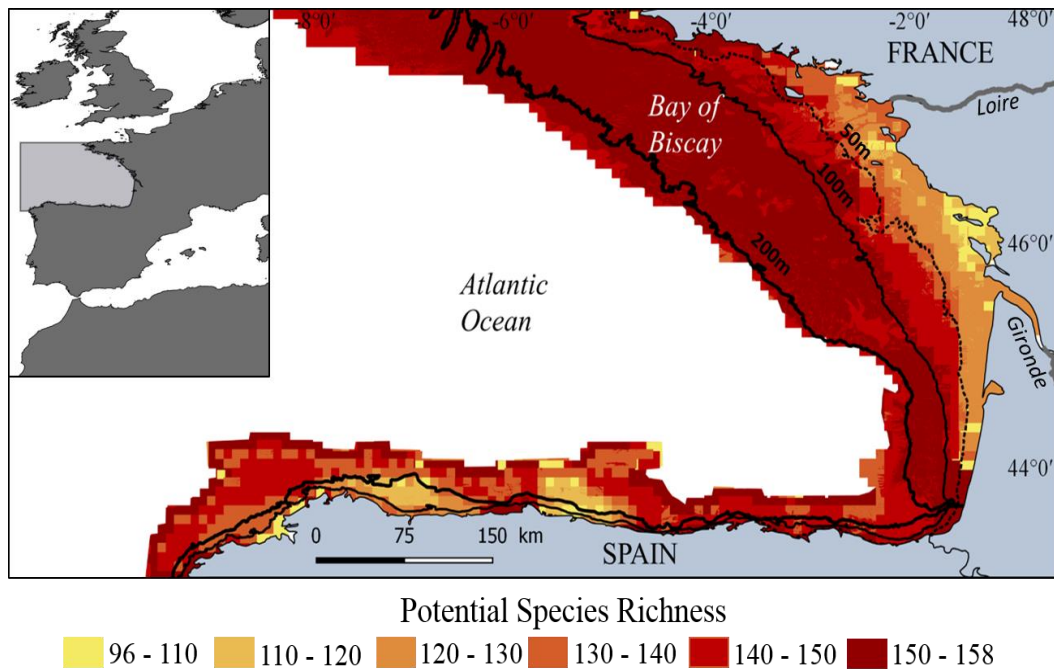 -8°0′
-6°0′
-4°0′
-2°0′
48°0′
FRANCE
Loire
Bay of
Biscay
50m
100m
200m
46°0′
Atlantic
Ocean
Gironde
44°0′
0 75 150 km
SPAIN
Potential Species Richness
96 - 110 110 - 120 120 - 130 130 - 140 140 - 150 150 - 158